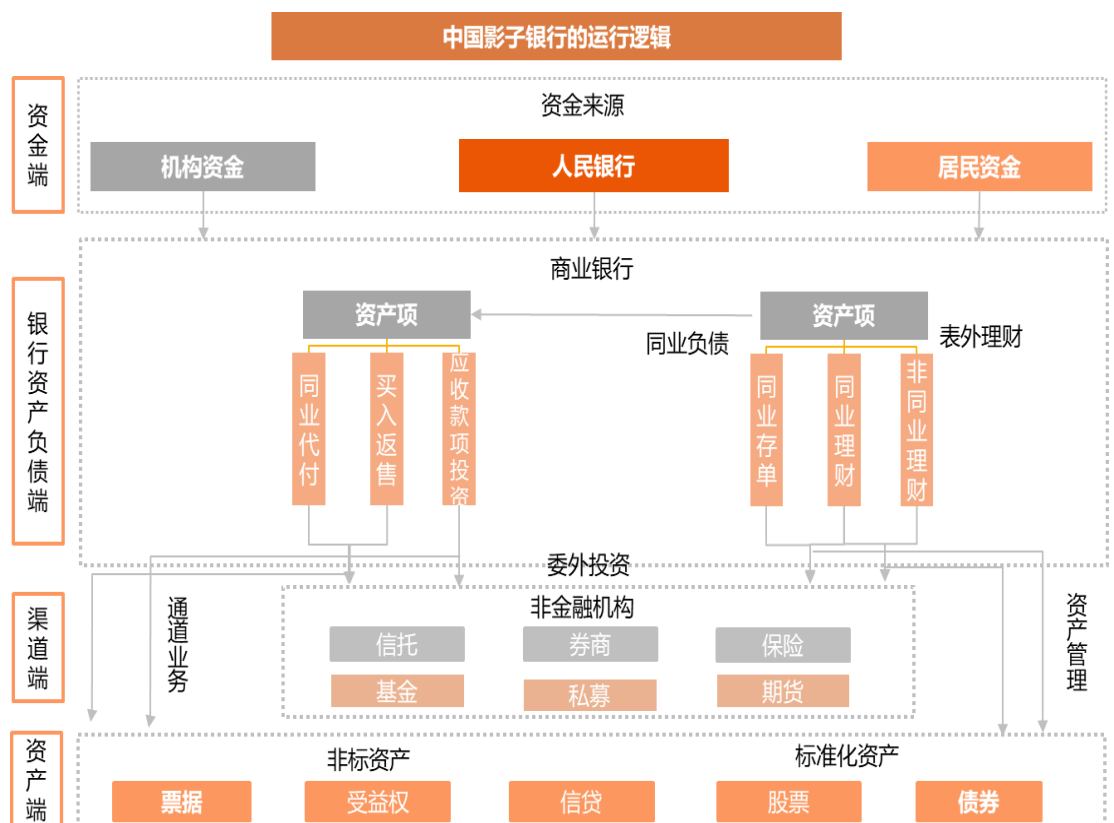 中国影子银行的运行逻辑
资金端
资金来源
机构资金
人民银行
居民资金
银行资产负债端
商业银行
资产项
资产项
同业负债
表外理财
同业代付
买入返售
应收款项投资
同业存单
同业理财
非同业理财
委外投资
渠道端
通道业务
非金融机构
信托
券商
保险
基金
私募
期货
资产管理
资产端
非标资产
标准化资产
票据
受益权
信贷
股票
债券